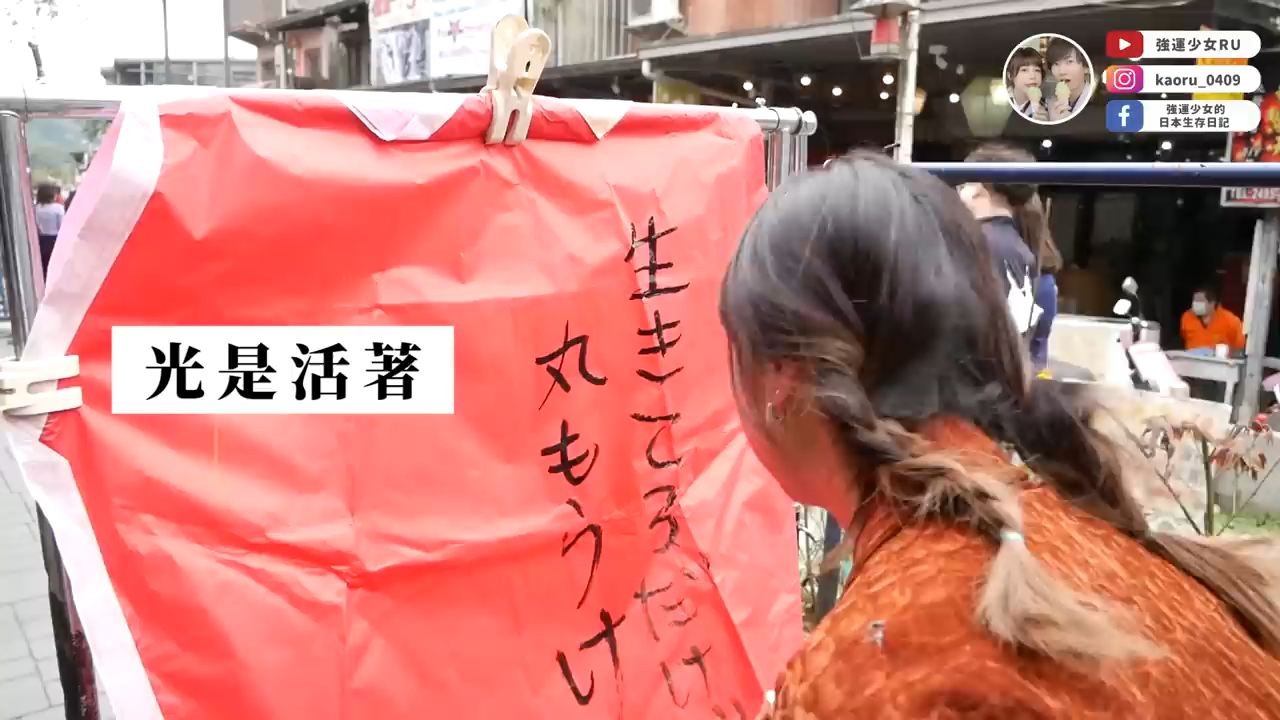 生きてるだけ
丸もうけ
光是活著
強運少女RU
kaoru_0409
強運少女的
日本生存日記